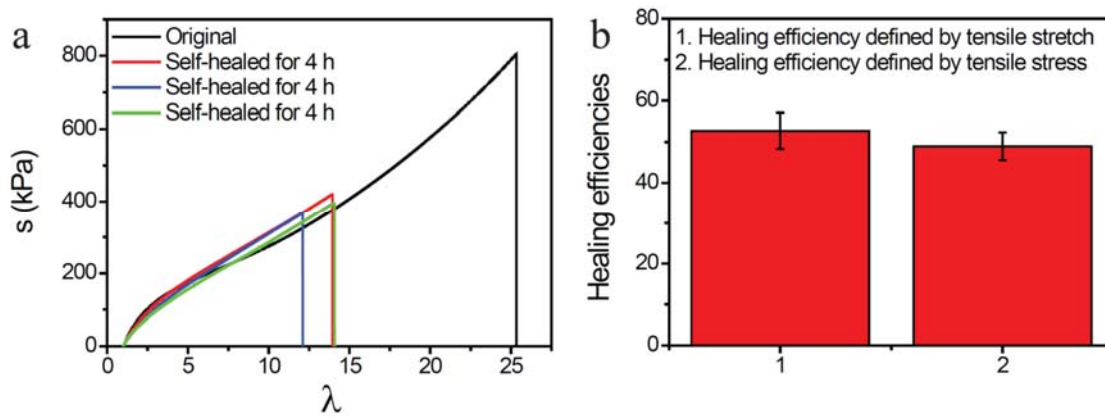 a
Original
Self-healed for 4 h
Self-healed for 4 h
Self-healed for 4 h
s (kPa)
800
600
400
200
0
5 10 15 20 25
λ
b
1. Healing efficiency defined by tensile stretch
2. Healing efficiency defined by tensile stress
Healing efficiencies
80
60
40
20
0
1 2